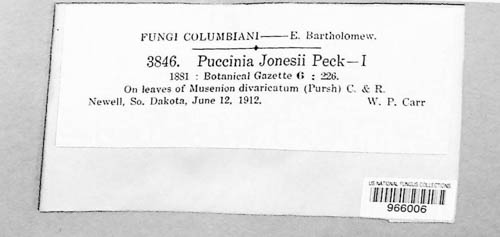 FUNGI COLUMBIANI——E. Bartholomew.
3846. Puccinia Jonesii Peck—I
1881 : Botanical Gazette 6 : 226.
On leaves of Musenion divaricatum (Pursh) C. & R.
Newell, So. Dakota, June 12, 1912. W. P. Carr
US NATIONAL FUNGUS COLLECTIONS
966006